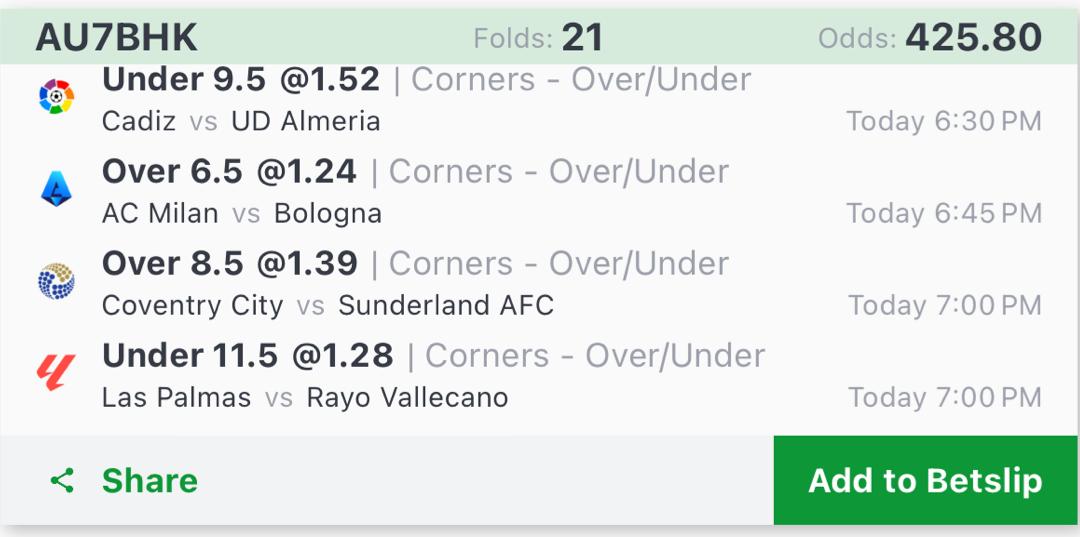 AU7BHK Folds: 21 Odds: 425.80
Under 9.5 @1.52 | Corners - Over/Under
Cadiz vs UD Almeria Today 6:30 PM
Over 6.5 @1.24 | Corners - Over/Under
AC Milan vs Bologna Today 6:45 PM
Over 8.5 @1.39 | Corners - Over/Under
Coventry City vs Sunderland AFC Today 7:00 PM
Under 11.5 @1.28 | Corners - Over/Under
Las Palmas vs Rayo Vallecano Today 7:00 PM
Share Add to Betslip